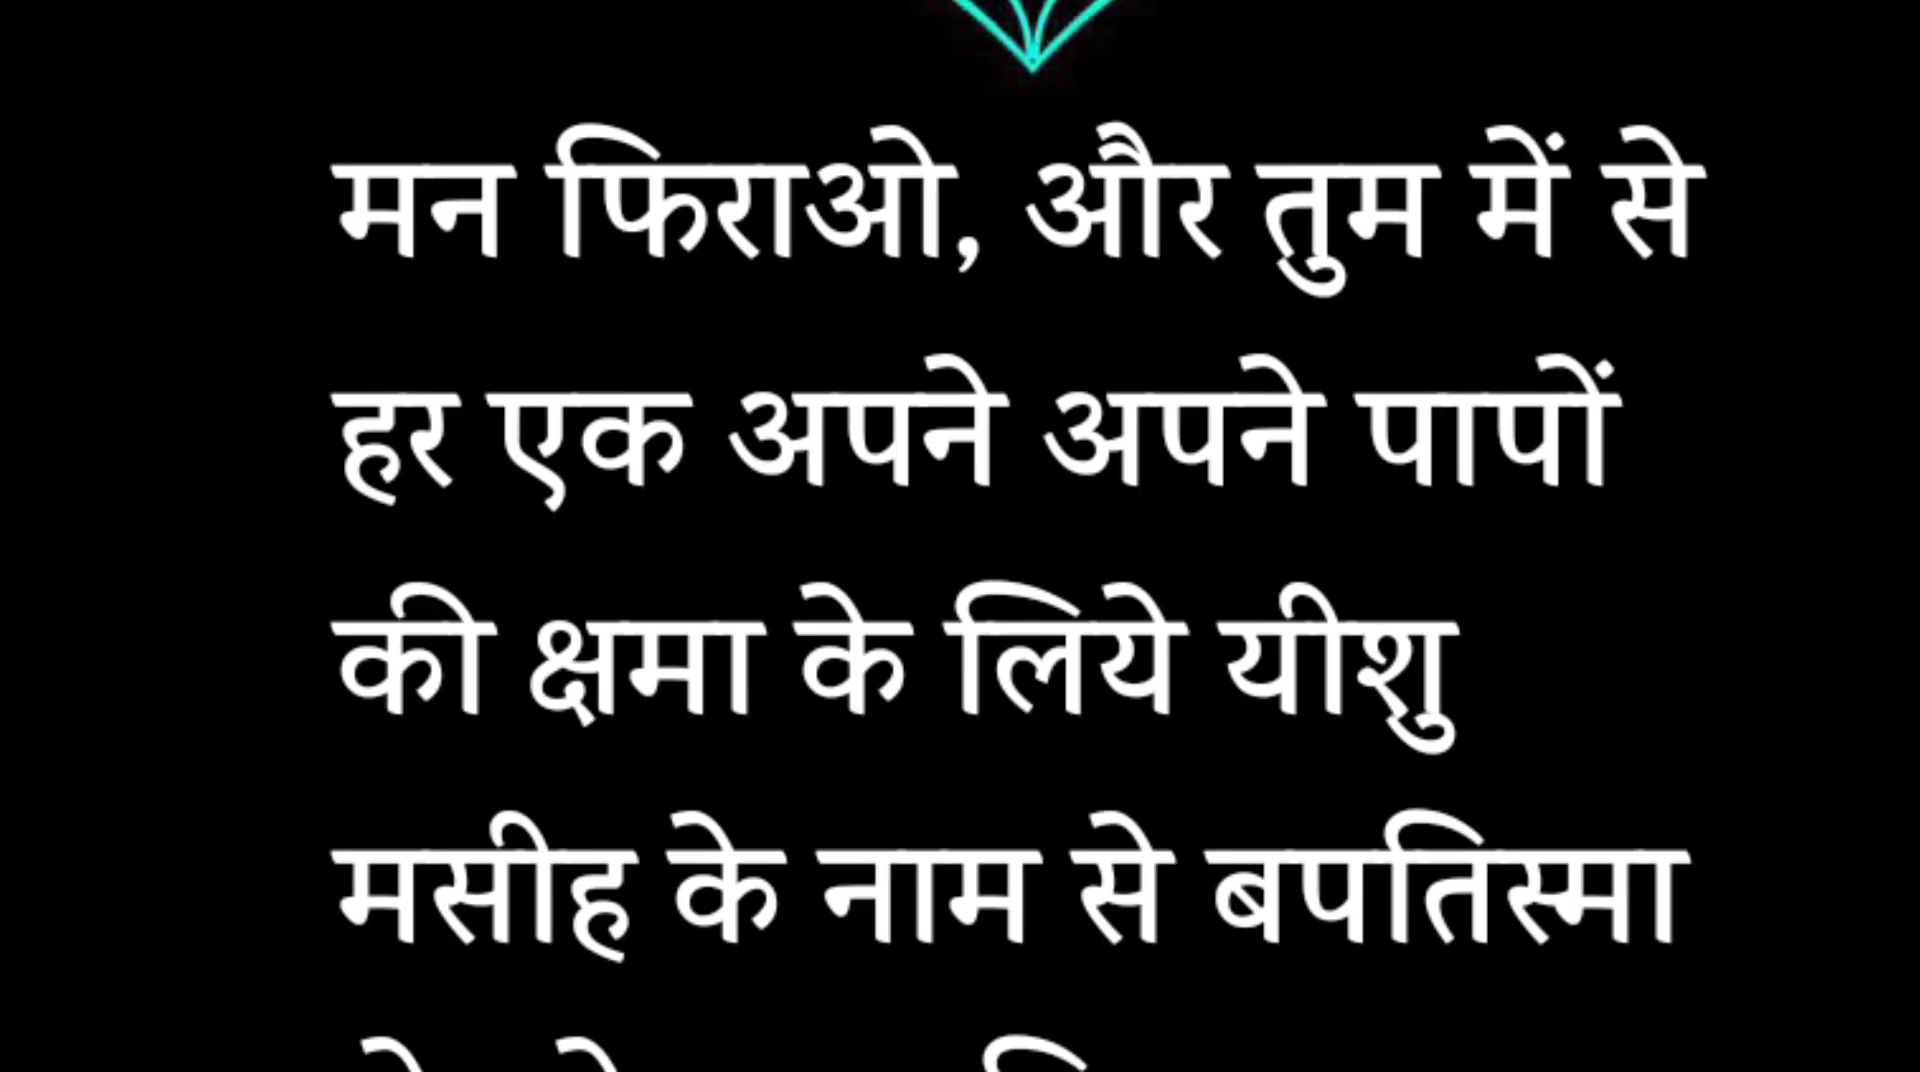 मन फिराओ, और तुम में से
हर एक अपने अपने पापों
की क्षमा के लिये यीशु
मसीह के नाम से बपतिस्मा